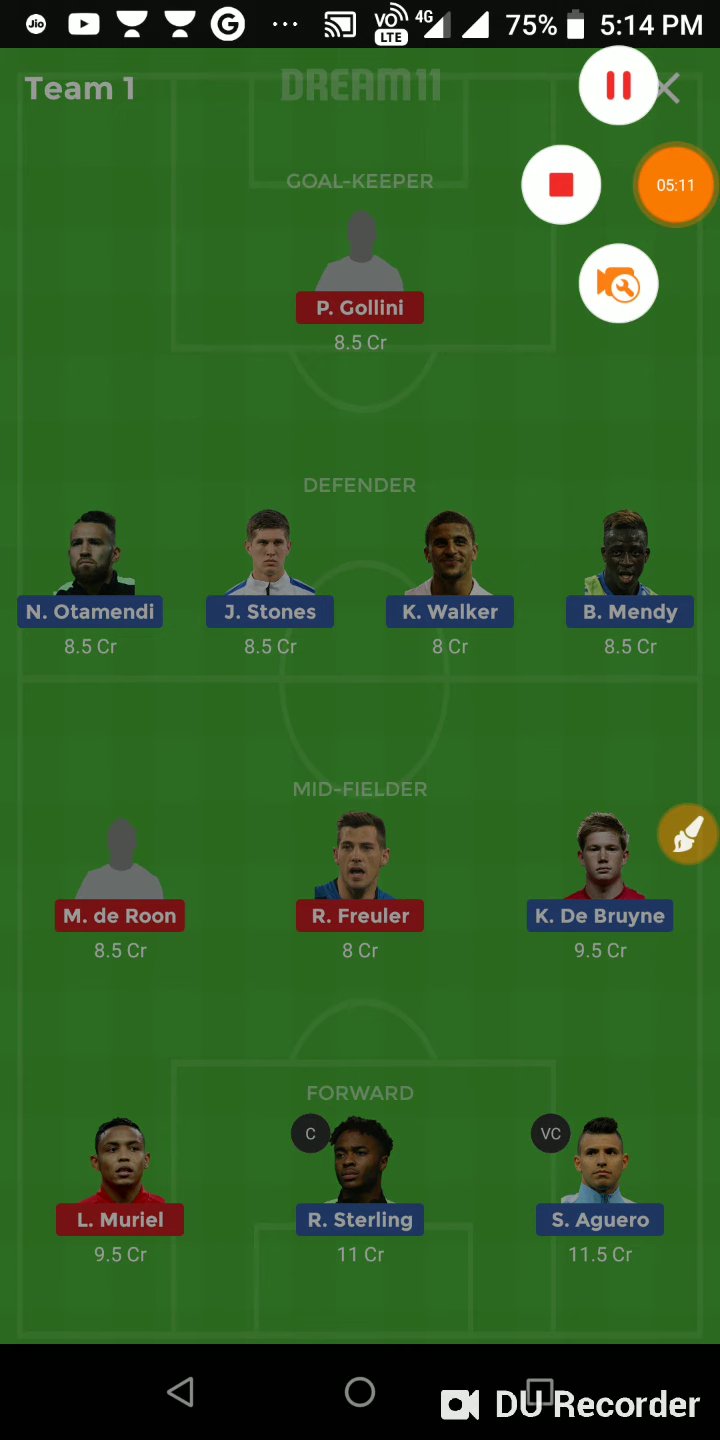 Jio G VO LTE 4G 75% 5:14 PM
Team 1 DREAM11
05:11
GOAL-KEEPER
P. Gollini
8.5 Cr
DEFENDER
N. Otamendi J. Stones K. Walker B. Mendy
8.5 Cr 8.5 Cr 8 Cr 8.5 Cr
MID-FIELDER
M. de Roon R. Freuler K. De Bruyne
8.5 Cr 8 Cr 9.5 Cr
FORWARD
C VC
L. Muriel R. Sterling S. Aguero
9.5 Cr 11 Cr 11.5 Cr
DU Recorder